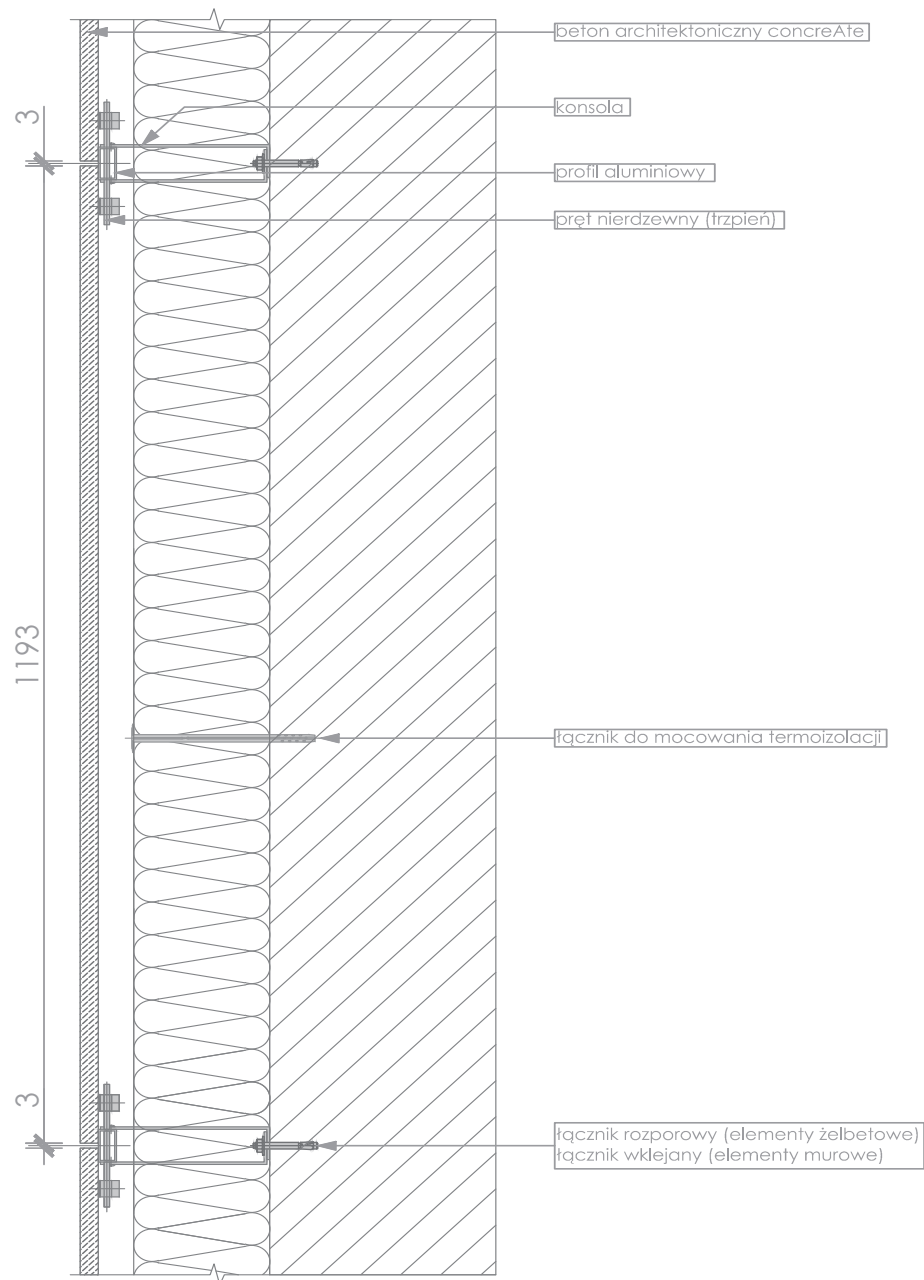 beton architektoniczny concreAte
konsola
3
profil aluminiowy
pręt nierdzewny (trzpień)
1193
łącznik do mocowania termoizolacji
3
łącznik rozporowy (elementy żelbetowe)
łącznik wklejany (elementy murowe)